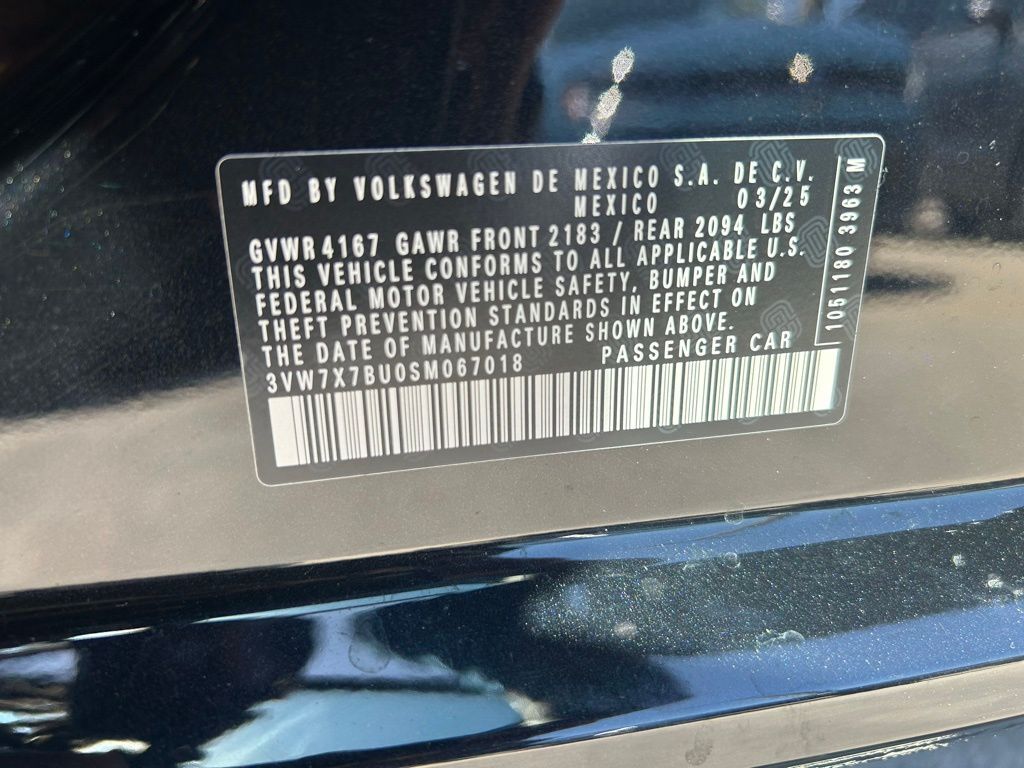 MFD BY VOLKSWAGEN DE MEXICO S.A. DE C.V.
MEXICO 03/25
GVWR 4167 GAWR FRONT 2183 / REAR 2094 LBS
THIS VEHICLE CONFORMS TO ALL APPLICABLE U.S.
FEDERAL MOTOR VEHICLE SAFETY, BUMPER AND
THEFT PREVENTION STANDARDS IN EFFECT ON
THE DATE OF MANUFACTURE SHOWN ABOVE.
3VW7X7BU0SM067018 PASSENGER CAR
1051180 3963 M